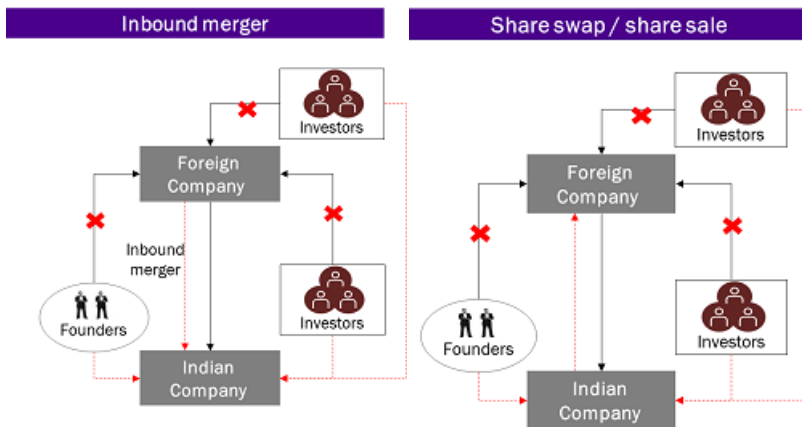 Inbound merger
Investors
Foreign
Company
Inbound
merger
Founders
Investors
Indian
Company
Share swap / share sale
Investors
Foreign
Company
Founders
Investors
Indian
Company